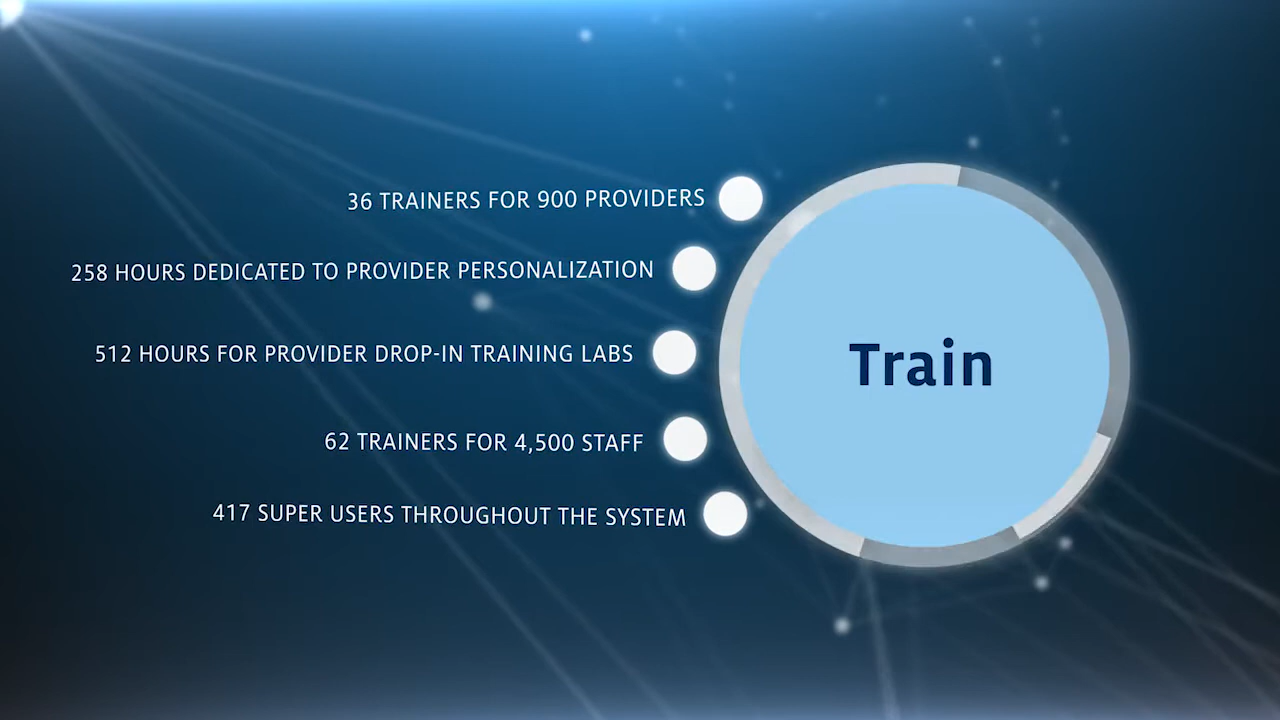 36 TRAINERS FOR 900 PROVIDERS
258 HOURS DEDICATED TO PROVIDER PERSONALIZATION
512 HOURS FOR PROVIDER DROP-IN TRAINING LABS
62 TRAINERS FOR 4,500 STAFF
417 SUPER USERS THROUGHOUT THE SYSTEM
Train